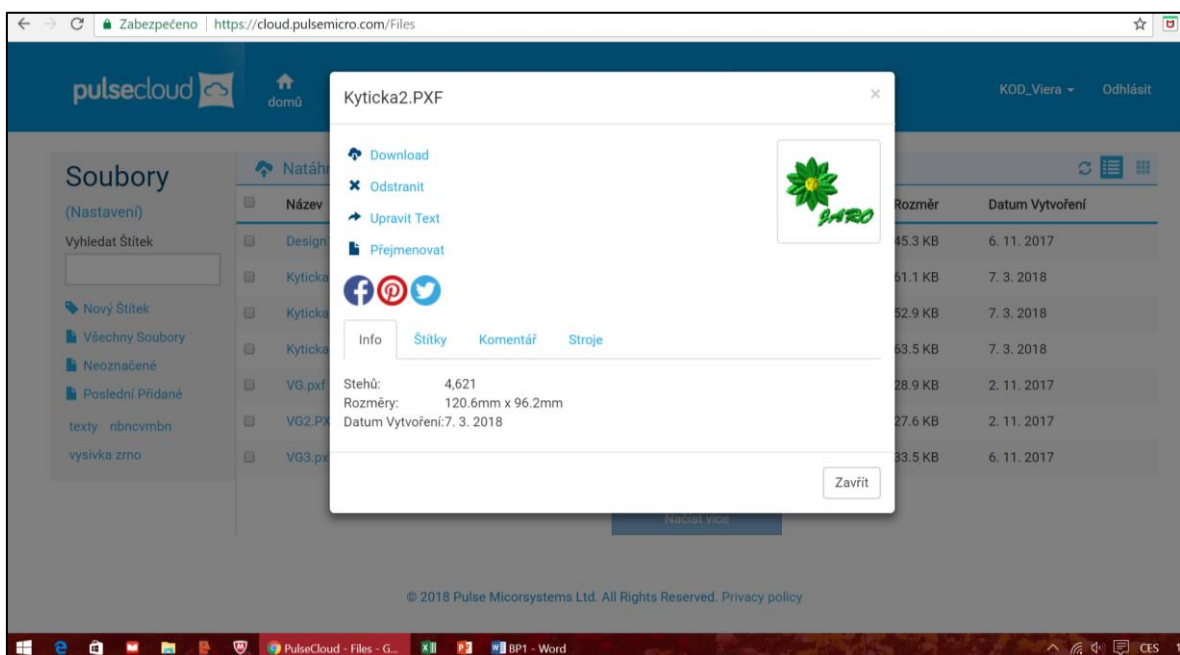 Zabezpečeno | https://cloud.pulsemicro.com/Files
pulsecloud
domů
KOD_Viera
Odhlásit
Kyticka2.PXF
×
Download
Odstranit
Upravit Text
Přejmenovat
JARO
Info Štítky Komentář Stroje
Stehů: 4,621
Rozměry: 120.6mm x 96.2mm
Datum Vytvoření:7. 3. 2018
Zavřít
Soubory
(Nastavení)
Vyhledat Štítek
Nový Štítek
Všechny Soubory
Neoznačené
Poslední Přidané
texty nbncvmbn
vysivka zrno
Název Rozměr Datum Vytvoření
45.3 KB 6. 11. 2017
Kyticka 61.1 KB 7. 3. 2018
Kyticka 52.9 KB 7. 3. 2018
Kyticka 63.5 KB 7. 3. 2018
VG.pxf 28.9 KB 2. 11. 2017
VG2.PX 27.6 KB 2. 11. 2017
VG3.px 33.5 KB 6. 11. 2017
Načíst více
© 2018 Pulse Micorsystems Ltd. All Rights Reserved. Privacy policy
PulseCloud - Files - G... BP1 - Word CES